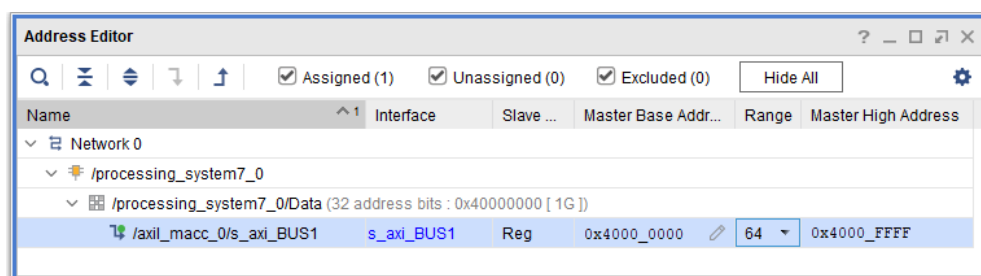 Address Editor ? _ □ X
Assigned (1) Unassigned (0) Excluded (0) Hide All
Name ^1 Interface Slave ... Master Base Addr... Range Master High Address
Network 0
/processing_system7_0
/processing_system7_0/Data (32 address bits : 0x40000000 [ 1G ])
/axil_macc_0/s_axi_BUS1 s_axi_BUS1 Reg 0x4000_0000 64 0x4000_FFFF